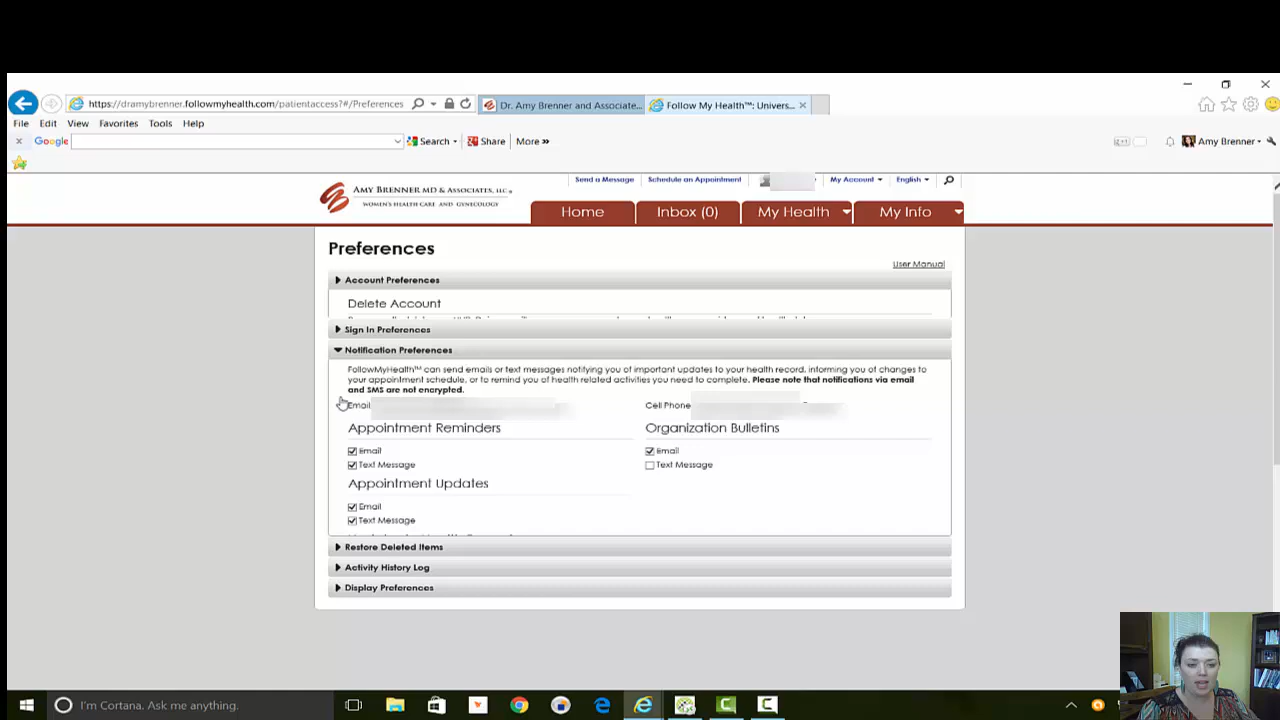 https://dramybrenner.followmyhealth.com/patientaccess?#/Preferences
Dr. Amy Brenner and Associate...
Follow My Health™: Univers...
File Edit View Favorites Tools Help
Google Search Share More »
Amy Brenner
AMY BRENNER MD & ASSOCIATES, LLC
WOMEN'S HEALTH CARE AND GYNECOLOGY
Send a Message Schedule an Appointment My Account English
Home Inbox (0) My Health My Info
Preferences
User Manual
Account Preferences
Delete Account
Sign In Preferences
Notification Preferences
FollowMyHealth™ can send emails or text messages notifying you of important updates to your health record, informing you of changes to
your appointment schedule, or to remind you of health related activities you need to complete. Please note that notifications via email
and SMS are not encrypted.
Email Cell Phone
Appointment Reminders Organization Bulletins
Email Email
Text Message Text Message
Appointment Updates
Email
Text Message
Restore Deleted Items
Activity History Log
Display Preferences
I'm Cortana. Ask me anything.